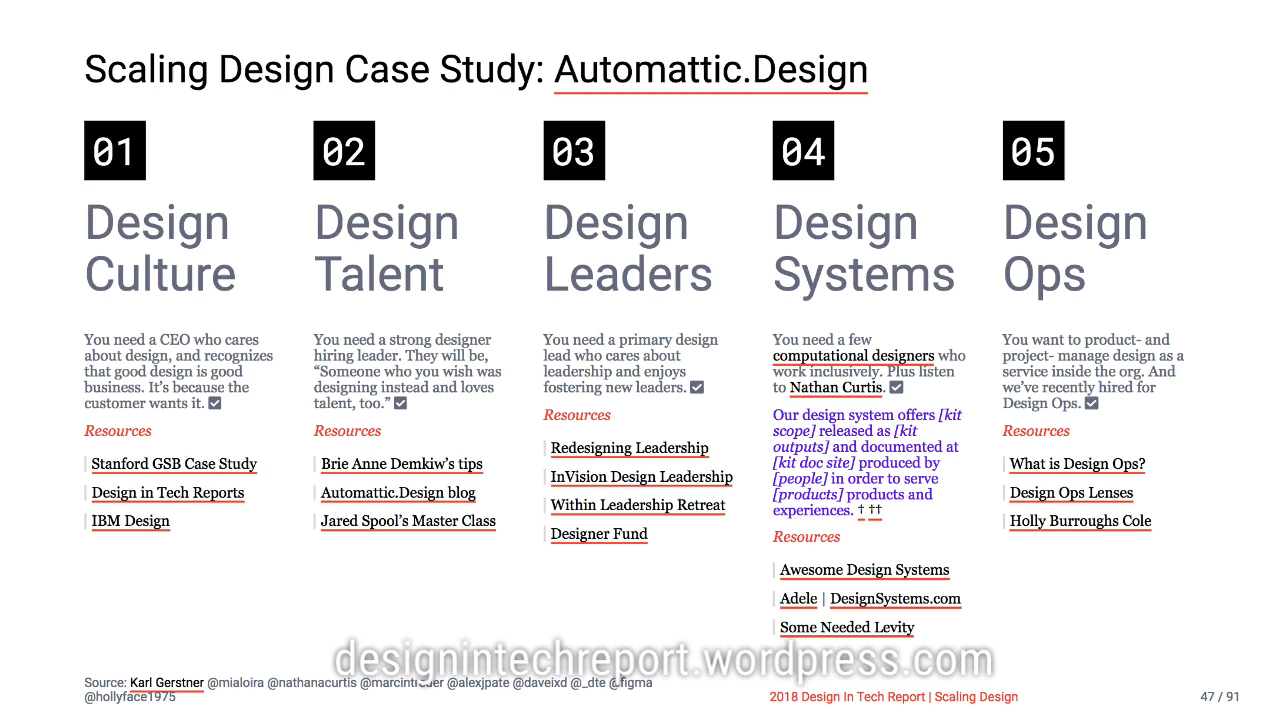 Scaling Design Case Study: Automattic.Design
01
Design
Culture
You need a CEO who cares
about design, and recognizes
that good design is good
business. It’s because the
customer wants it.
Resources
Stanford GSB Case Study
Design in Tech Reports
IBM Design
02
Design
Talent
You need a strong designer
hiring leader. They will be,
“Someone who you wish was
designing instead and loves
talent, too.”
Resources
Brie Anne Demkiw’s tips
Automattic.Design blog
Jared Spool’s Master Class
03
Design
Leaders
You need a primary design
lead who cares about
leadership and enjoys
fostering new leaders.
Resources
Redesigning Leadership
InVision Design Leadership
Within Leadership Retreat
Designer Fund
04
Design
Systems
You need a few
computational designers who
work inclusively. Plus listen
to Nathan Curtis.
Our design system offers [kit
scope] released as [kit
outputs] and documented at
[kit doc site] produced by
[people] in order to serve
[products] products and
experiences. † ††
Resources
Awesome Design Systems
Adele | DesignSystems.com
Some Needed Levity
05
Design
Ops
You want to product- and
project- manage design as a
service inside the org. And
we’ve recently hired for
Design Ops.
Resources
What is Design Ops?
Design Ops Lenses
Holly Burroughs Cole
designintechreport.wordpress.com
Source: Karl Gerstner @mialoira @nathanacurtis @marcintreder @alexjpate @daveixd @_dte @figma
@hollyface1975
2018 Design In Tech Report | Scaling Design
47 / 91